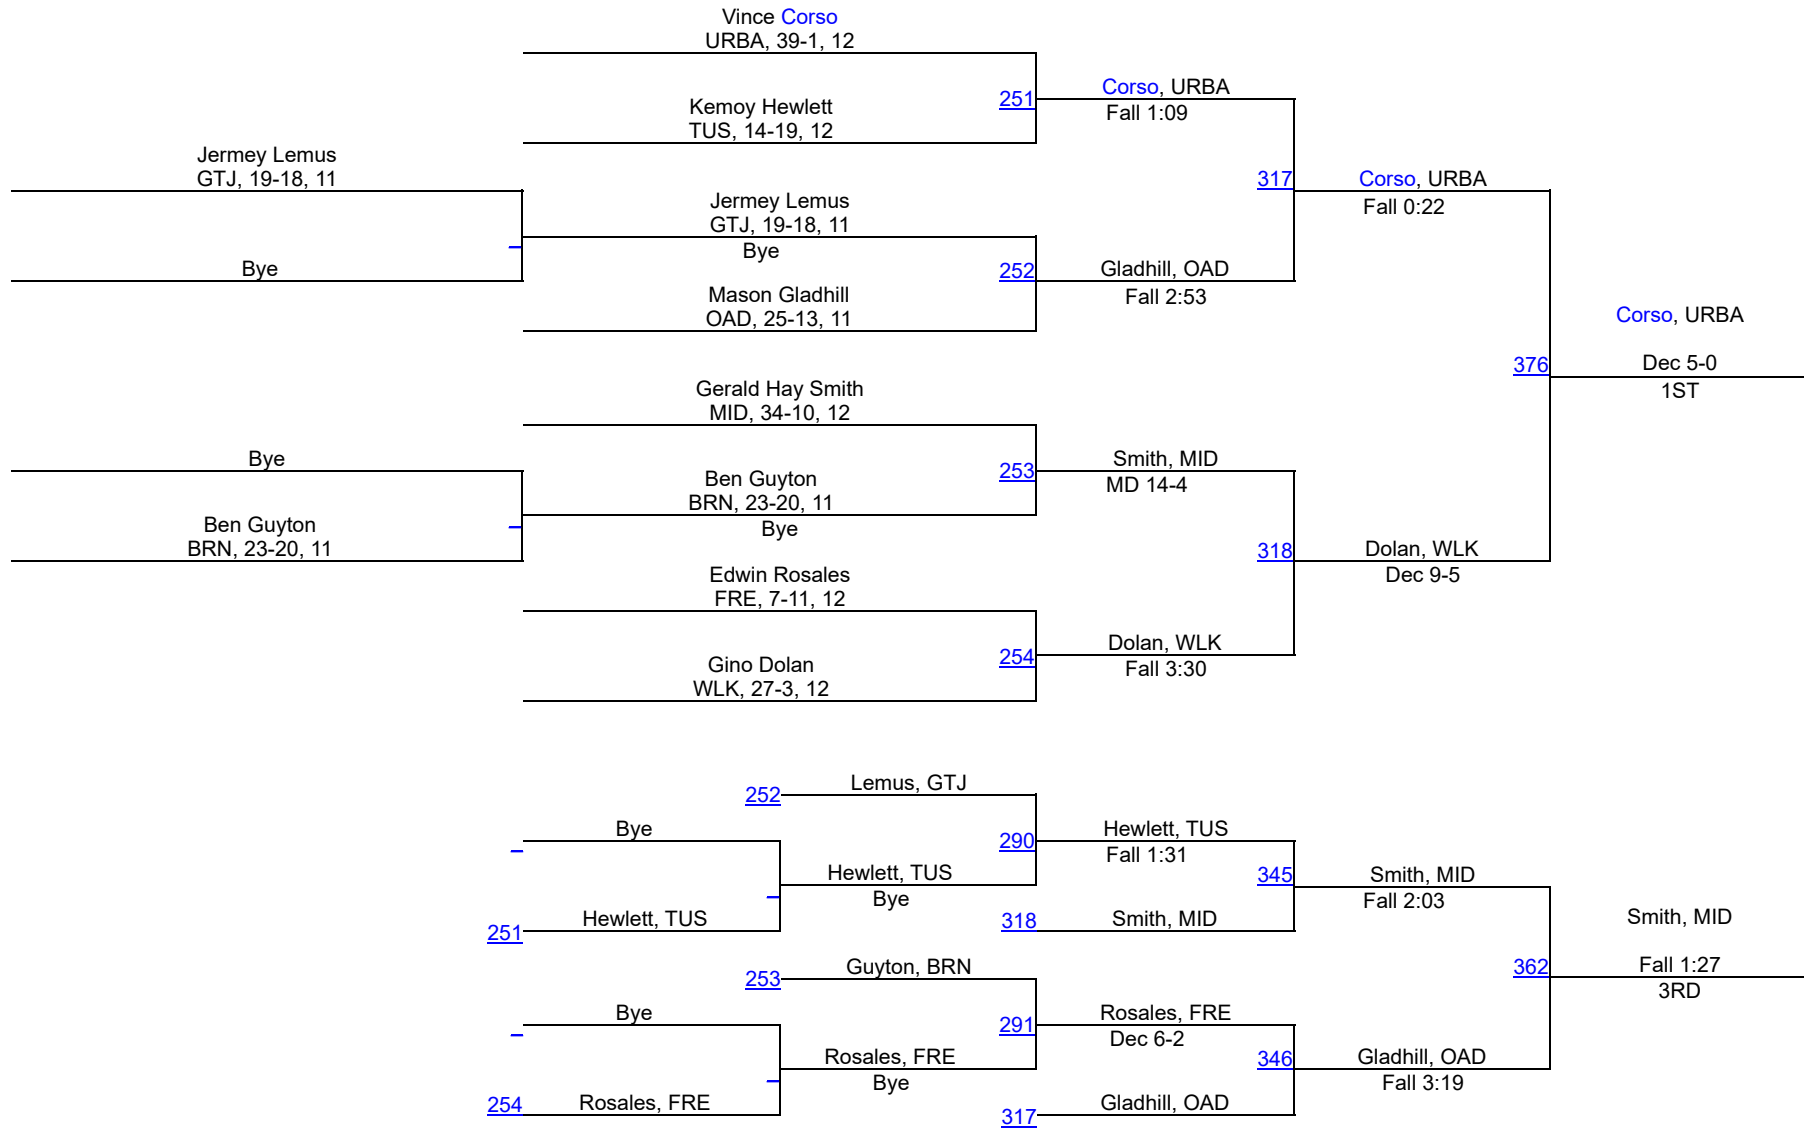 Vince Corso
URBA, 39-1, 12
251
Corso, URBA
Fall 1:09
Kemoy Hewlett
TUS, 14-19, 12
Jermey Lemus
GTJ, 19-18, 11
317
Corso, URBA
Fall 0:22
Jermey Lemus
GTJ, 19-18, 11
Bye
Bye
252
Gladhill, OAD
Fall 2:53
Mason Gladhill
OAD, 25-13, 11
Corso, URBA
376
Dec 5-0
1ST
Gerald Hay Smith
MID, 34-10, 12
Bye
253
Smith, MID
MD 14-4
Ben Guyton
BRN, 23-20, 11
Bye
Ben Guyton
BRN, 23-20, 11
318
Dolan, WLK
Dec 9-5
Edwin Rosales
FRE, 7-11, 12
254
Dolan, WLK
Fall 3:30
Gino Dolan
WLK, 27-3, 12
252
Lemus, GTJ
Bye
290
Hewlett, TUS
Fall 1:31
Hewlett, TUS
Bye
345
Smith, MID
Fall 2:03
251
Hewlett, TUS
318
Smith, MID
Smith, MID
253
Guyton, BRN
362
Fall 1:27
3RD
Bye
291
Rosales, FRE
Dec 6-2
Rosales, FRE
Bye
346
Gladhill, OAD
Fall 3:19
254
Rosales, FRE
317
Gladhill, OAD